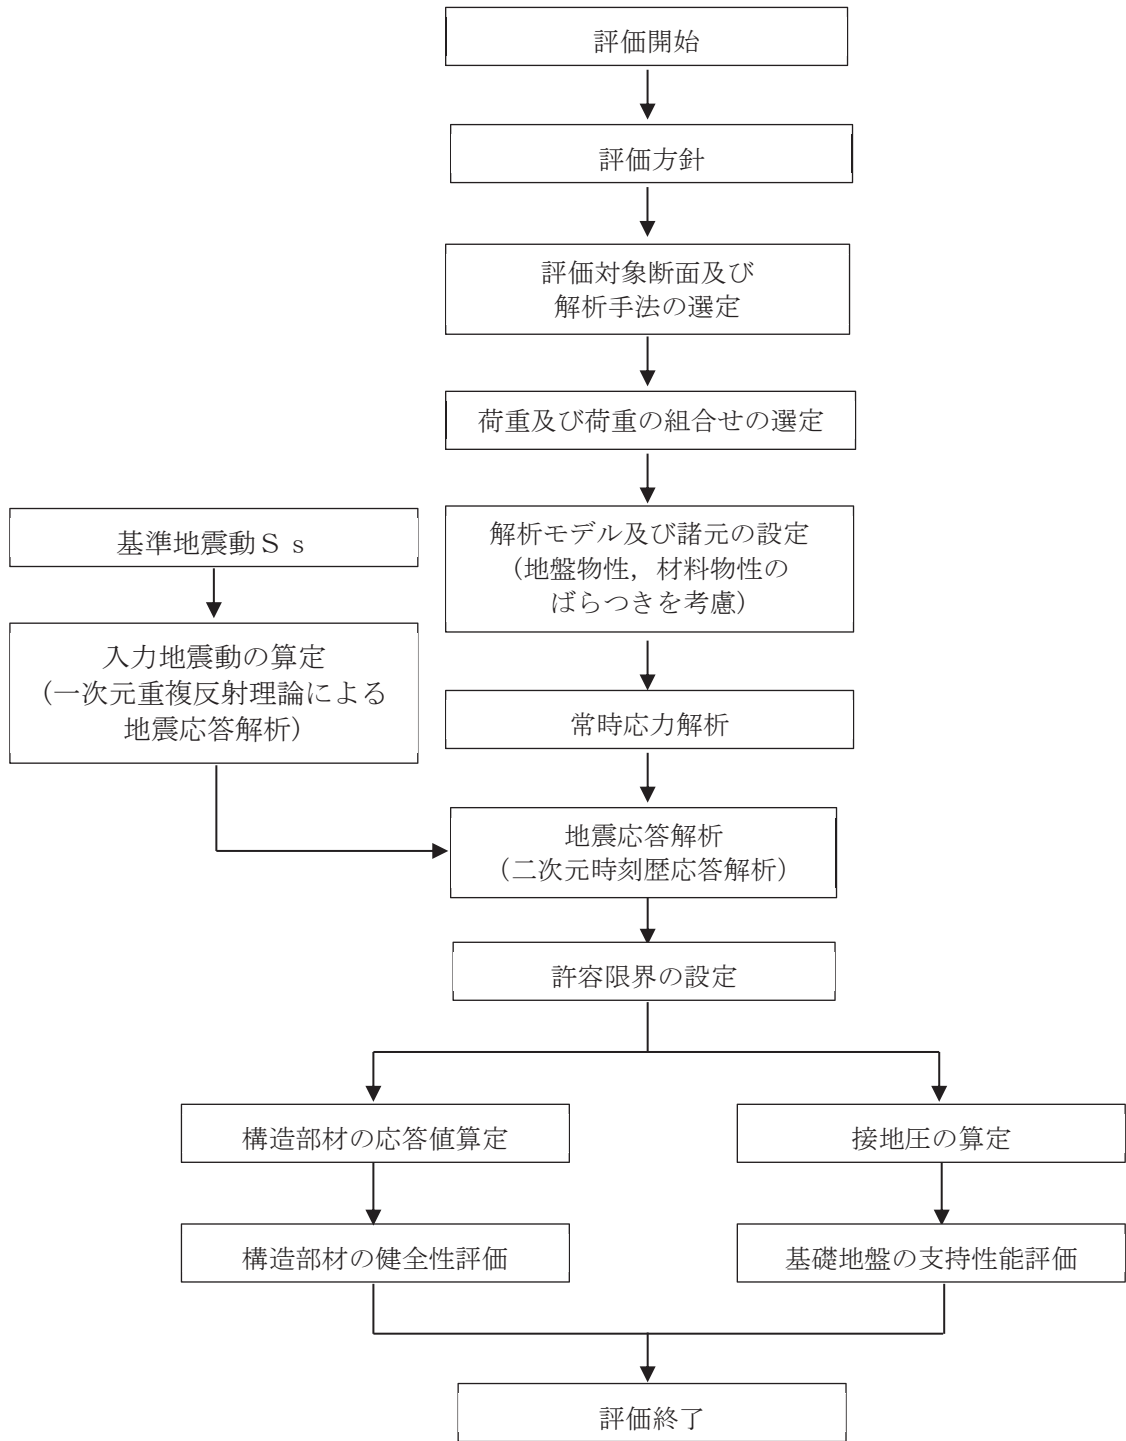 評価開始
評価方針
評価対象断面及び
解析手法の選定
荷重及び荷重の組合せの選定
基準地震動Ｓｓ
入力地震動の算定
（一次元重複反射理論による
地震応答解析）
解析モデル及び諸元の設定
（地盤物性，材料物性の
ばらつきを考慮）
常時応力解析
地震応答解析
（二次元時刻歴応答解析）
許容限界の設定
構造部材の応答値算定
接地圧の算定
構造部材の健全性評価
基礎地盤の支持性能評価
評価終了